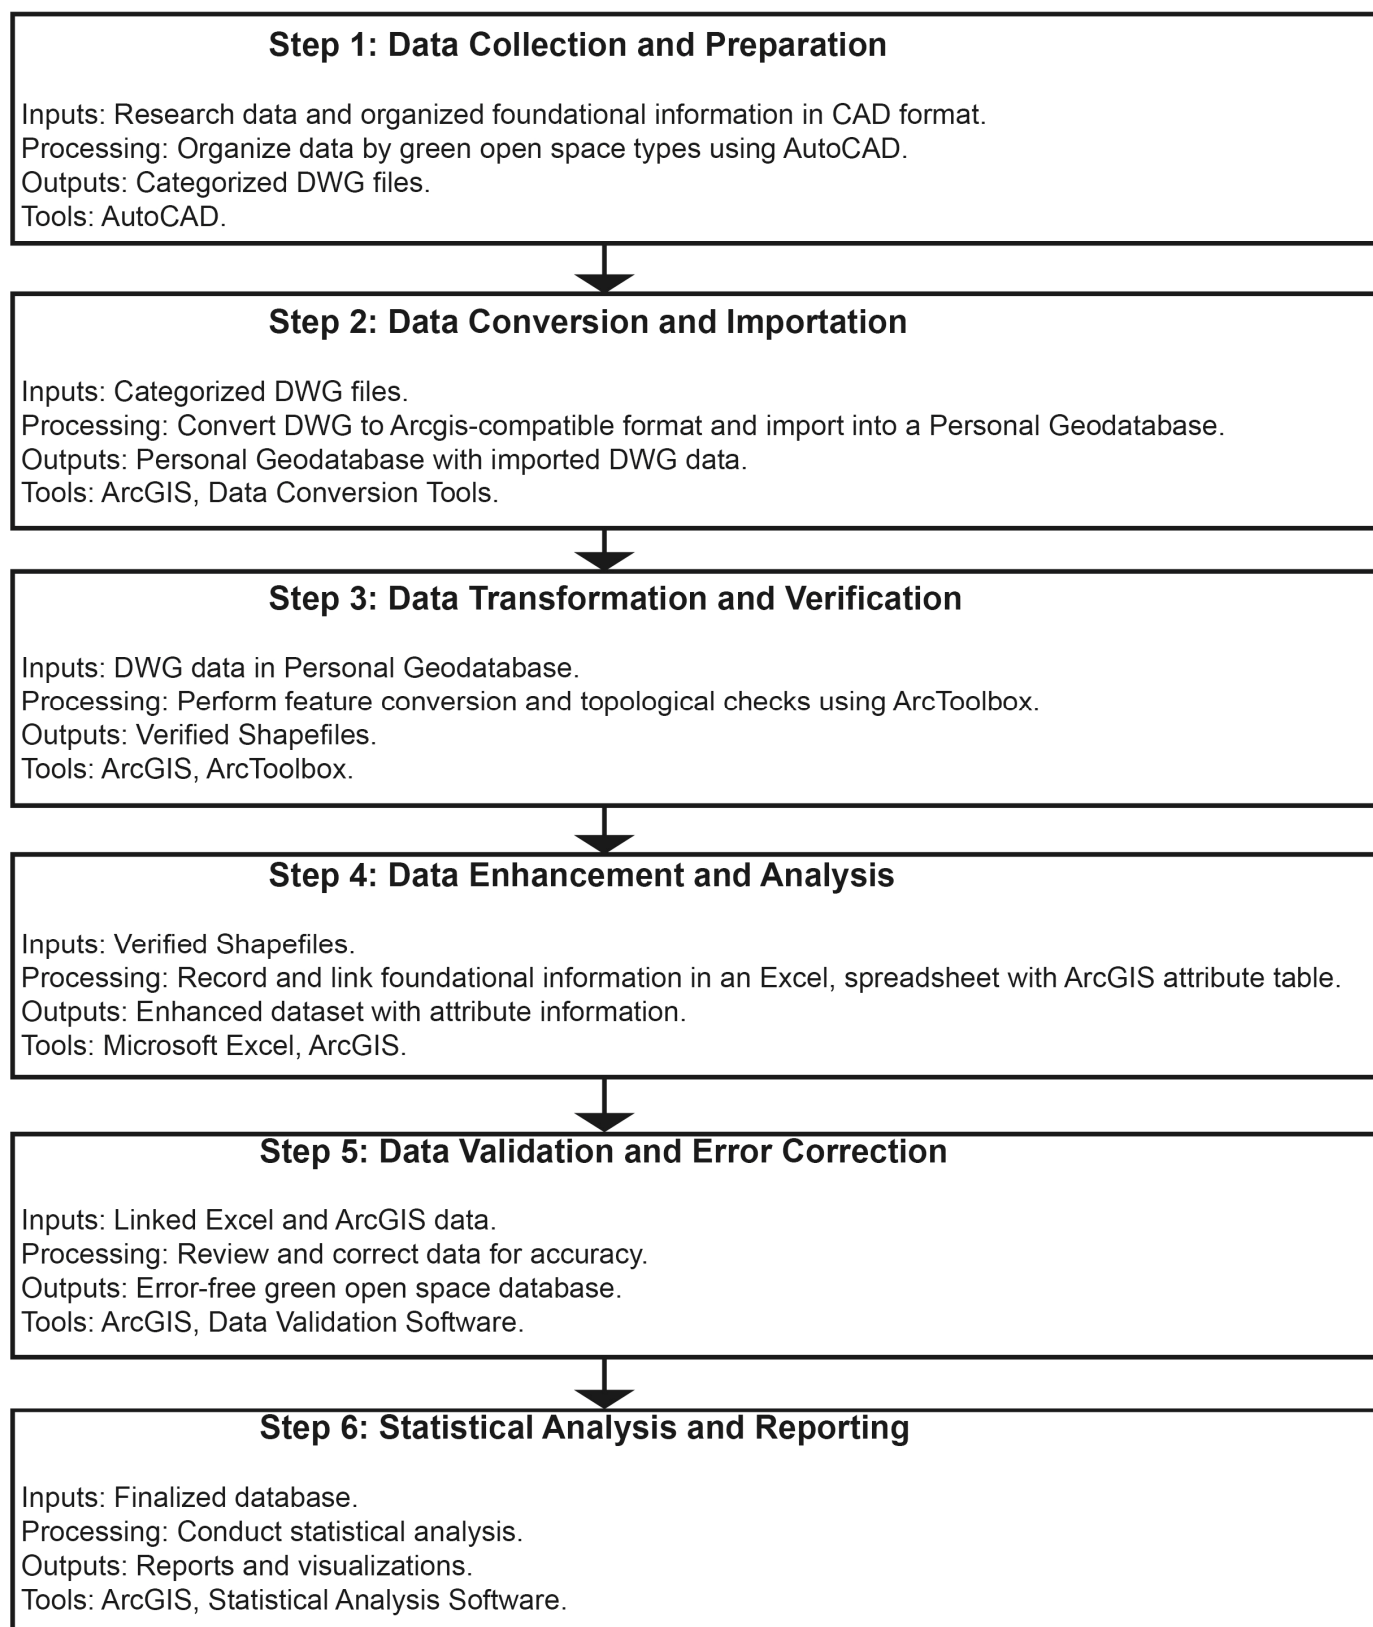 Step 1: Data Collection and Preparation
Inputs: Research data and organized foundational information in CAD format.
Processing: Organize data by green open space types using AutoCAD.
Outputs: Categorized DWG files.
Tools: AutoCAD.
Step 2: Data Conversion and Importation
Inputs: Categorized DWG files.
Processing: Convert DWG to Arcgis-compatible format and import into a Personal Geodatabase.
Outputs: Personal Geodatabase with imported DWG data.
Tools: ArcGIS, Data Conversion Tools.
Step 3: Data Transformation and Verification
Inputs: DWG data in Personal Geodatabase.
Processing: Perform feature conversion and topological checks using ArcToolbox.
Outputs: Verified Shapefiles.
Tools: ArcGIS, ArcToolbox.
Step 4: Data Enhancement and Analysis
Inputs: Verified Shapefiles.
Processing: Record and link foundational information in an Excel, spreadsheet with ArcGIS attribute table.
Outputs: Enhanced dataset with attribute information.
Tools: Microsoft Excel, ArcGIS.
Step 5: Data Validation and Error Correction
Inputs: Linked Excel and ArcGIS data.
Processing: Review and correct data for accuracy.
Outputs: Error-free green open space database.
Tools: ArcGIS, Data Validation Software.
Step 6: Statistical Analysis and Reporting
Inputs: Finalized database.
Processing: Conduct statistical analysis.
Outputs: Reports and visualizations.
Tools: ArcGIS, Statistical Analysis Software.